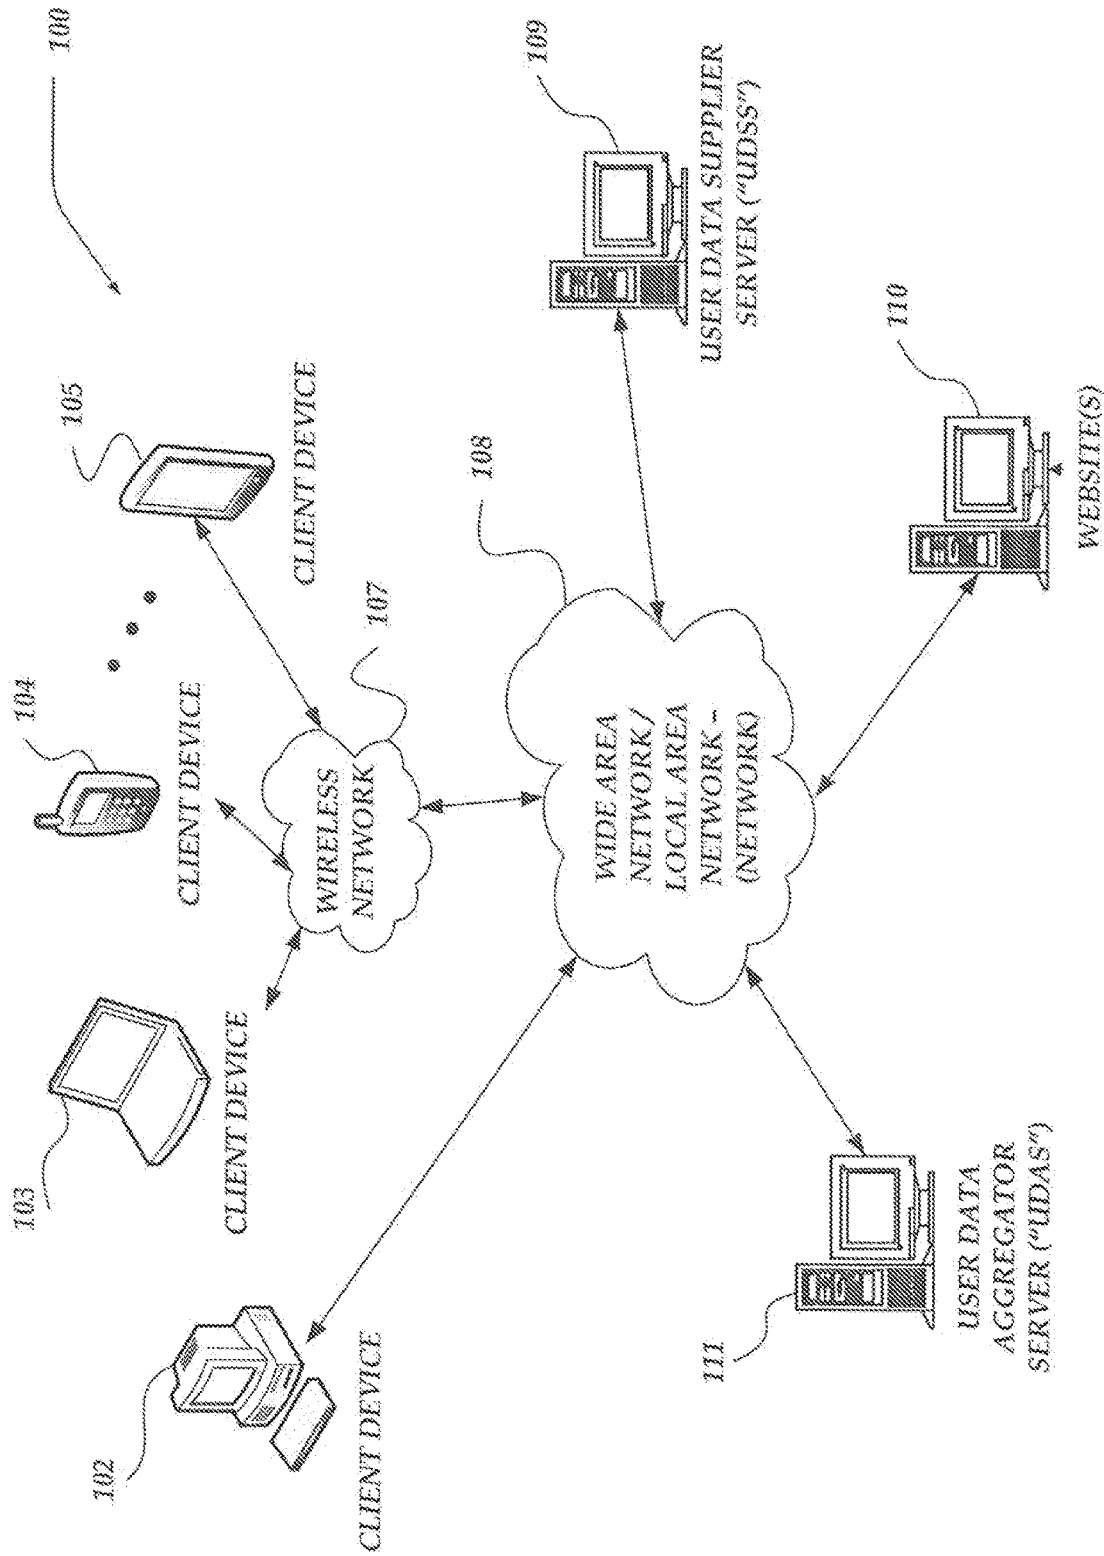 100
102
103
104
105
CLIENT DEVICE
CLIENT DEVICE
CLIENT DEVICE
CLIENT DEVICE
107
WIRELESS
NETWORK
108
WIDE AREA
NETWORK /
LOCAL AREA
NETWORK –
(NETWORK)
109
USER DATA SUPPLIER
SERVER ("UDSS")
110
WEBSITE(S)
111
USER DATA
AGGREGATOR
SERVER ("UDAS")